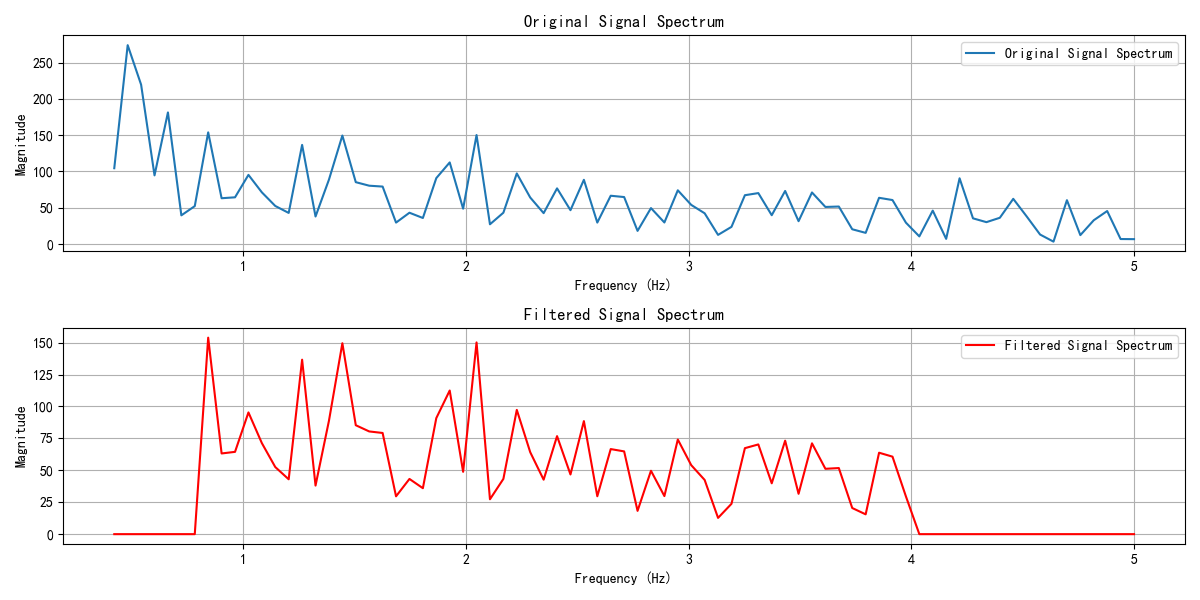 Original Signal Spectrum
Original Signal Spectrum
Magnitude
250
200
150
100
50
0
1 2 3 4 5
Frequency (Hz)
Filtered Signal Spectrum
Filtered Signal Spectrum
Magnitude
150
125
100
75
50
25
0
1 2 3 4 5
Frequency (Hz)